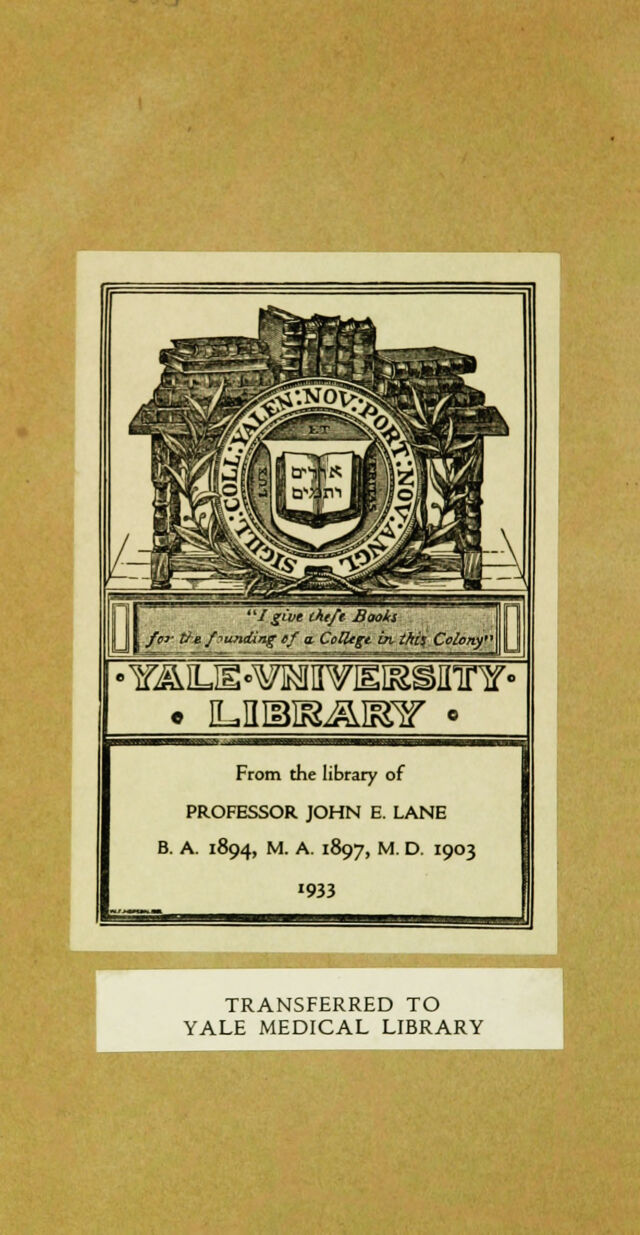 SIGILL:COLL:YALEN:NOV:PORT:NOV:ANGL
ET
LUX
VERITAS
אורים
ותמים
"I give theſe Books
for the founding of a College in this Colony"
·YALE·VNIVERSITY·
• LIBRARY •
From the library of
PROFESSOR JOHN E. LANE
B. A. 1894, M. A. 1897, M. D. 1903
1933
TRANSFERRED TO
YALE MEDICAL LIBRARY